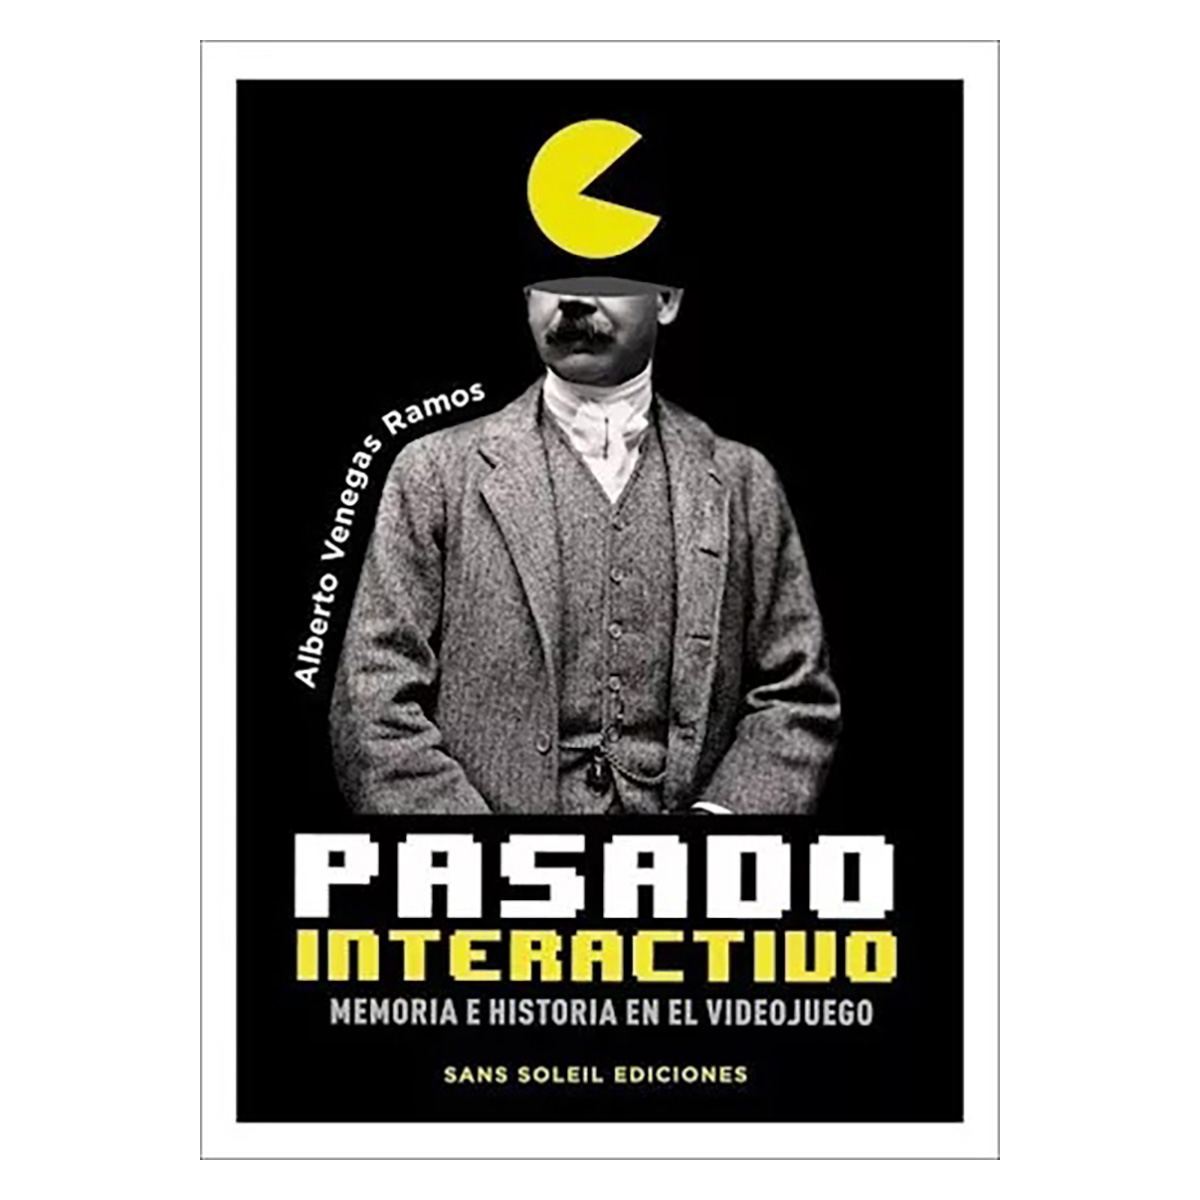 Alberto Venegas Ramos
PASADO
INTERACTIVO
MEMORIA E HISTORIA EN EL VIDEOJUEGO
SANS SOLEIL EDICIONES